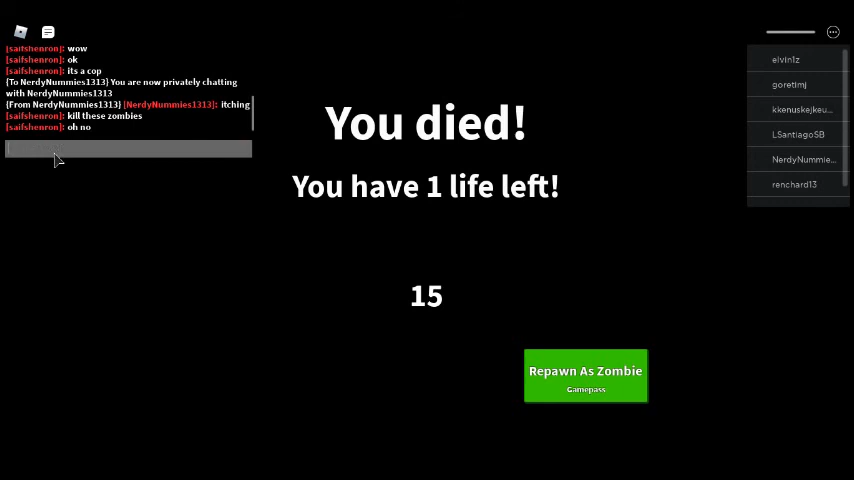 [saifshenron]: wow
[saifshenron]: ok
[saifshenron]: its a cop
{To NerdyNummies1313} You are now privately chatting
with NerdyNummies1313
{From NerdyNummies1313} [NerdyNummies1313]: itching
[saifshenron]: kill these zombies
[saifshenron]: oh no
You died!
You have 1 life left!
15
Repawn As Zombie
Gamepass
elvin1z
goretimj
kkenuskejkeu...
LSantiagoSB
NerdyNummie...
renchard13